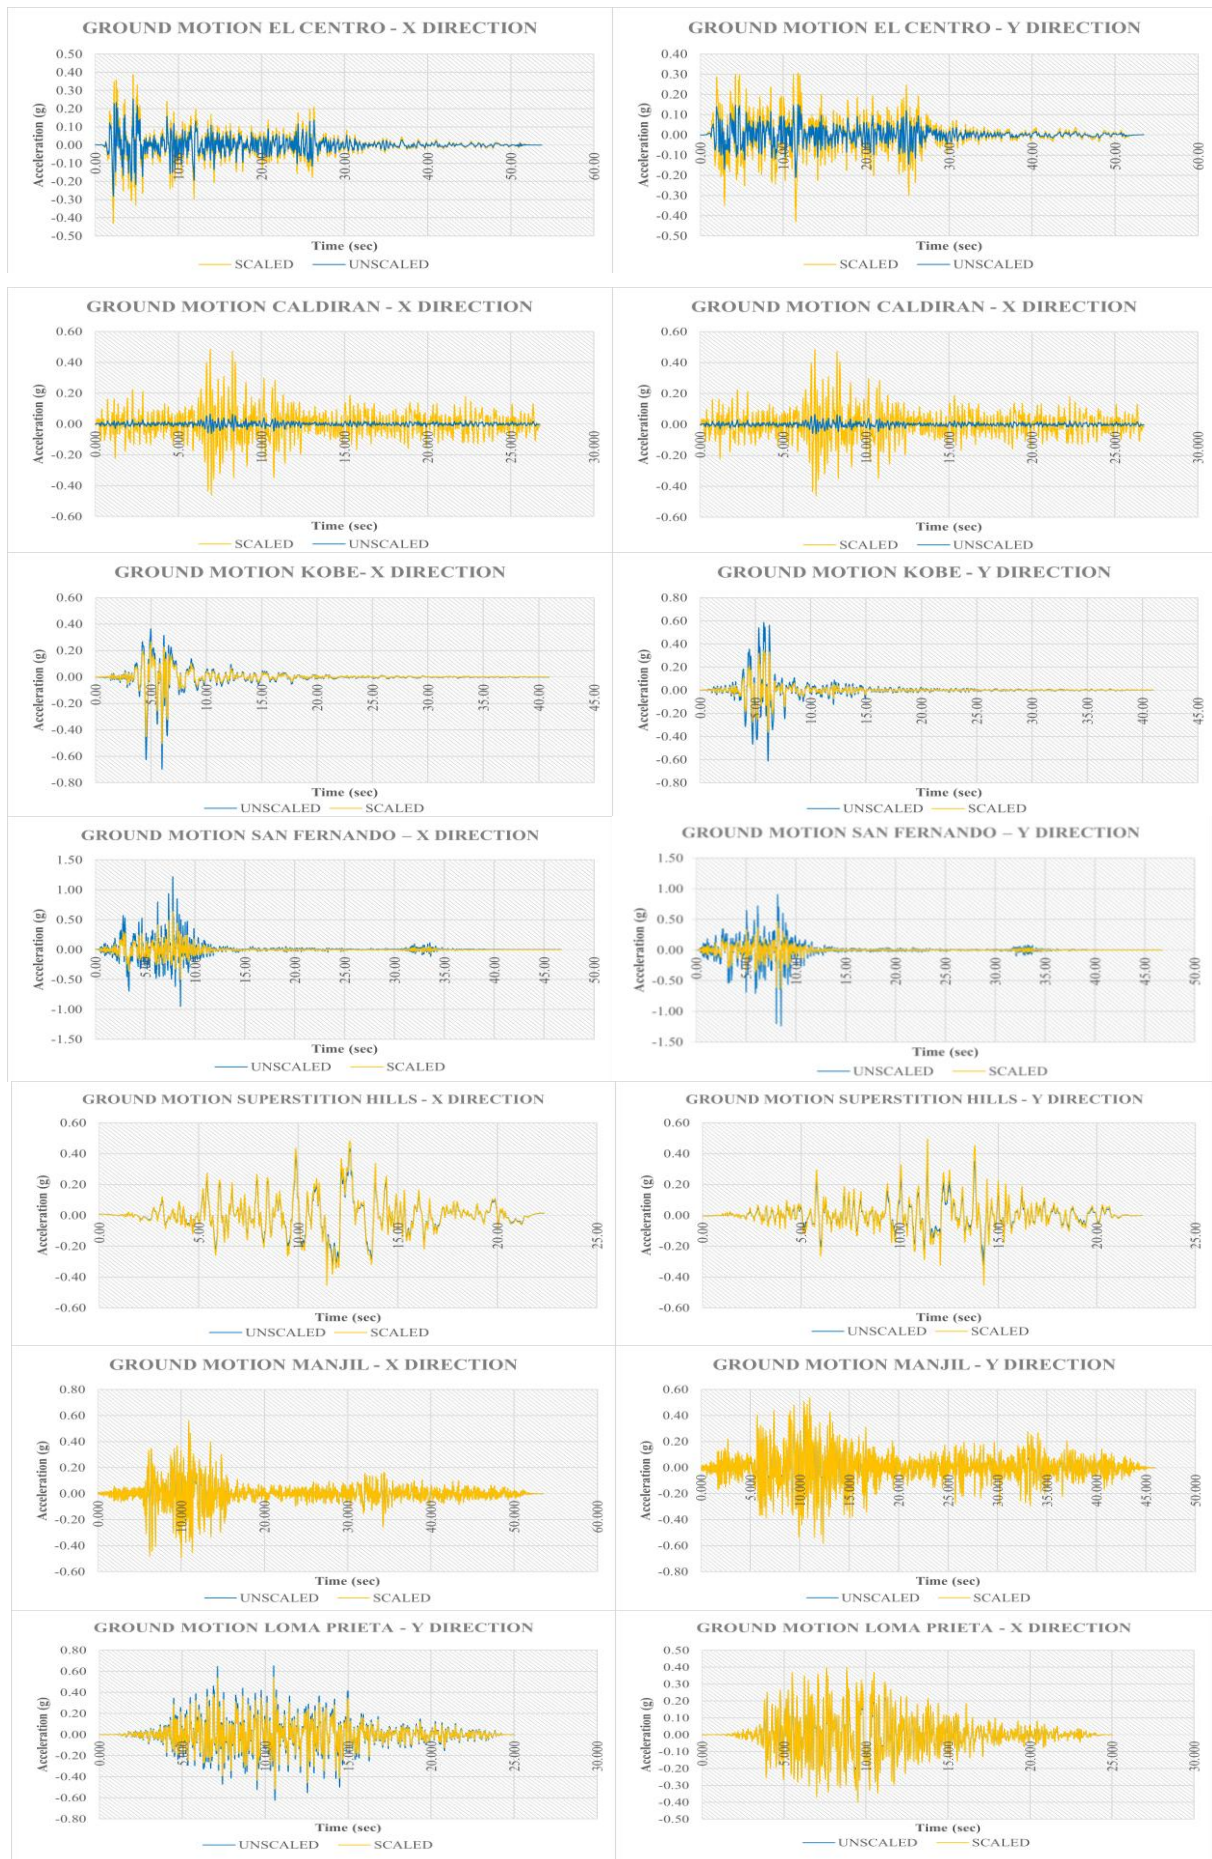 GROUND MOTION EL CENTRO - X DIRECTION
0.50
0.40
0.30
0.20
0.10
0.00
-0.10
-0.20
-0.30
-0.40
-0.50
Acceleration (g)
0.00 10.00 20.00 30.00 40.00 50.00 60.00
Time (sec)
SCALED UNSCALED
GROUND MOTION EL CENTRO - Y DIRECTION
0.40
0.30
0.20
0.10
0.00
-0.10
-0.20
-0.30
-0.40
-0.50
Acceleration (g)
0.00 10.00 20.00 30.00 40.00 50.00 60.00
Time (sec)
SCALED UNSCALED
GROUND MOTION CALDIRAN - X DIRECTION
0.60
0.40
0.20
0.00
-0.20
-0.40
-0.60
Acceleration (g)
0.000 5.000 10.000 15.000 20.000 25.000 30.000
Time (sec)
SCALED UNSCALED
GROUND MOTION CALDIRAN - X DIRECTION
0.60
0.40
0.20
0.00
-0.20
-0.40
-0.60
Acceleration (g)
0.000 5.000 10.000 15.000 20.000 25.000 30.000
Time (sec)
SCALED UNSCALED
GROUND MOTION KOBE- X DIRECTION
0.60
0.40
0.20
0.00
-0.20
-0.40
-0.60
-0.80
Acceleration (g)
0.00 5.00 10.00 15.00 20.00 25.00 30.00 35.00 40.00 45.00
Time (sec)
UNSCALED SCALED
GROUND MOTION KOBE - Y DIRECTION
0.80
0.60
0.40
0.20
0.00
-0.20
-0.40
-0.60
-0.80
Acceleration (g)
0.00 5.00 10.00 15.00 20.00 25.00 30.00 35.00 40.00 45.00
Time (sec)
UNSCALED SCALED
GROUND MOTION SAN FERNANDO – X DIRECTION
1.50
1.00
0.50
0.00
-0.50
-1.00
-1.50
Acceleration (g)
0.00 5.00 10.00 15.00 20.00 25.00 30.00 35.00 40.00 45.00 50.00
Time (sec)
UNSCALED SCALED
GROUND MOTION SAN FERNANDO – Y DIRECTION
1.50
1.00
0.50
0.00
-0.50
-1.00
-1.50
Acceleration (g)
0.00 5.00 10.00 15.00 20.00 25.00 30.00 35.00 40.00 45.00 50.00
Time (sec)
UNSCALED SCALED
GROUND MOTION SUPERSTITION HILLS - X DIRECTION
0.60
0.40
0.20
0.00
-0.20
-0.40
-0.60
Acceleration (g)
0.00 5.00 10.00 15.00 20.00 25.00
Time (sec)
UNSCALED SCALED
GROUND MOTION SUPERSTITION HILLS - Y DIRECTION
0.60
0.40
0.20
0.00
-0.20
-0.40
-0.60
Acceleration (g)
0.00 5.00 10.00 15.00 20.00 25.00
Time (sec)
UNSCALED SCALED
GROUND MOTION MANJIL - X DIRECTION
0.80
0.60
0.40
0.20
0.00
-0.20
-0.40
-0.60
Acceleration (g)
0.000 10.000 20.000 30.000 40.000 50.000 60.000
Time (sec)
UNSCALED SCALED
GROUND MOTION MANJIL - Y DIRECTION
0.60
0.40
0.20
0.00
-0.20
-0.40
-0.60
-0.80
Acceleration (g)
0.000 5.000 10.000 15.000 20.000 25.000 30.000 35.000 40.000 45.000 50.000
Time (sec)
UNSCALED SCALED
GROUND MOTION LOMA PRIETA - Y DIRECTION
0.80
0.60
0.40
0.20
0.00
-0.20
-0.40
-0.60
-0.80
Acceleration (g)
0.000 5.000 10.000 15.000 20.000 25.000 30.000
Time (sec)
UNSCALED SCALED
GROUND MOTION LOMA PRIETA - X DIRECTION
0.50
0.40
0.30
0.20
0.10
0.00
-0.10
-0.20
-0.30
-0.40
-0.50
Acceleration (g)
0.000 5.000 10.000 15.000 20.000 25.000 30.000
Time (sec)
UNSCALED SCALED